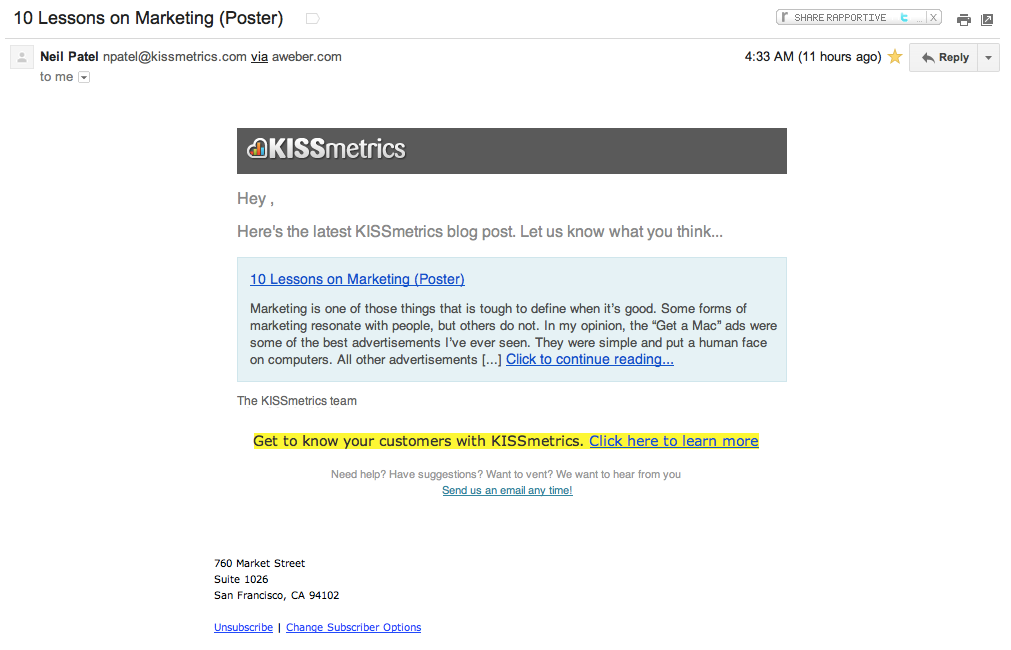 10 Lessons on Marketing (Poster)
r SHARE RAPPORTIVE t ... X
Neil Patel npatel@kissmetrics.com via aweber.com
4:33 AM (11 hours ago)
Reply
to me
KISSmetrics
Hey ,
Here's the latest KISSmetrics blog post. Let us know what you think...
10 Lessons on Marketing (Poster)
Marketing is one of those things that is tough to define when it’s good. Some forms of
marketing resonate with people, but others do not. In my opinion, the “Get a Mac” ads were
some of the best advertisements I’ve ever seen. They were simple and put a human face
on computers. All other advertisements [...] Click to continue reading...
The KISSmetrics team
Get to know your customers with KISSmetrics. Click here to learn more
Need help? Have suggestions? Want to vent? We want to hear from you
Send us an email any time!
760 Market Street
Suite 1026
San Francisco, CA 94102
Unsubscribe | Change Subscriber Options